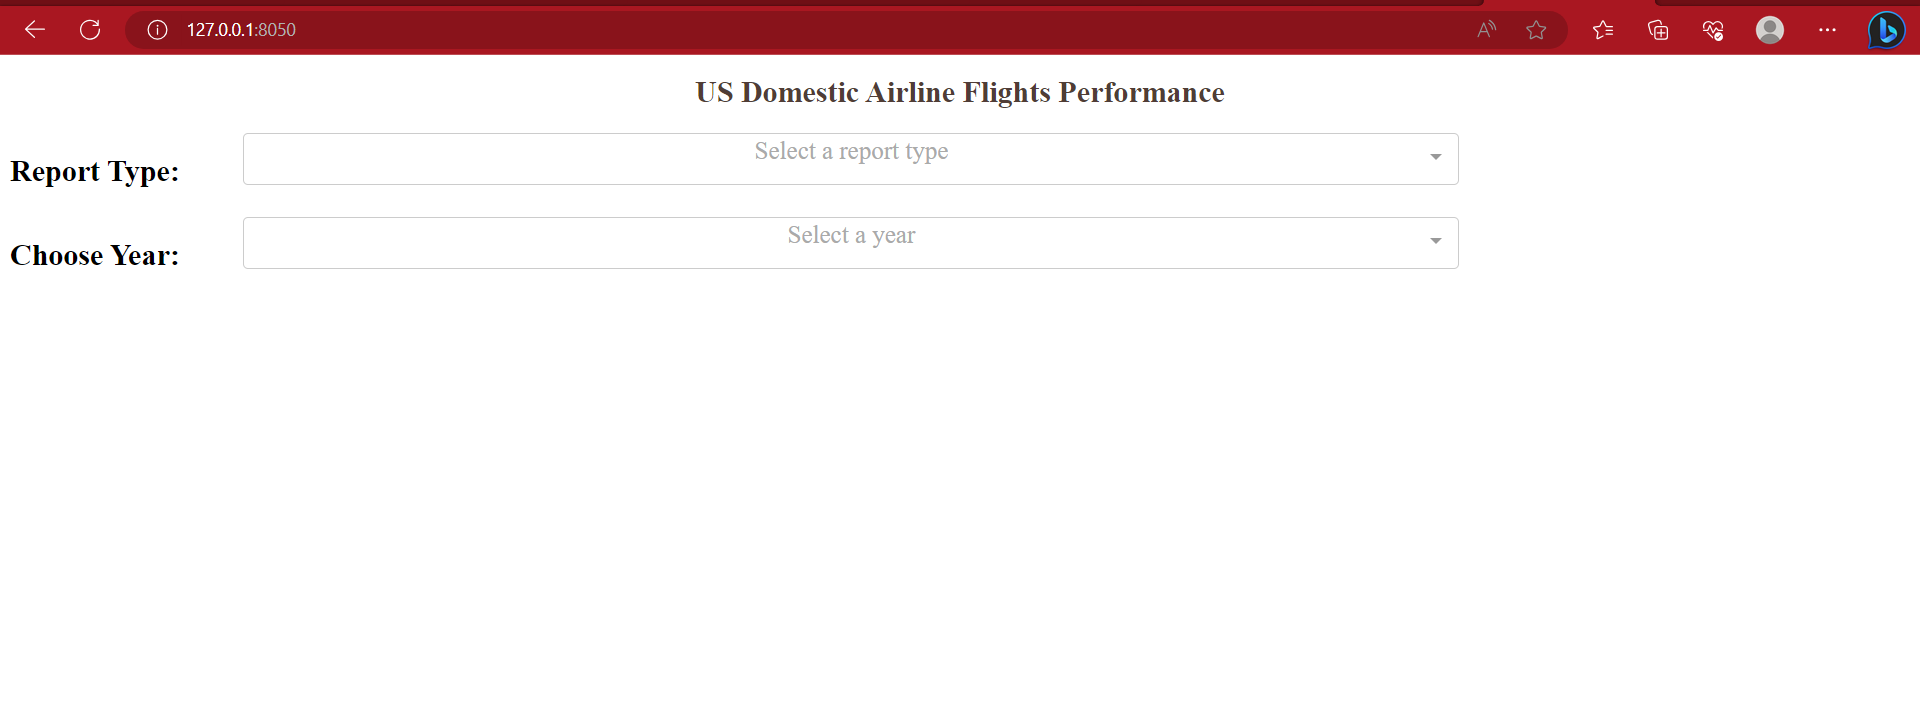 127.0.0.1:8050
US Domestic Airline Flights Performance
Report Type:
Select a report type
Choose Year:
Select a year